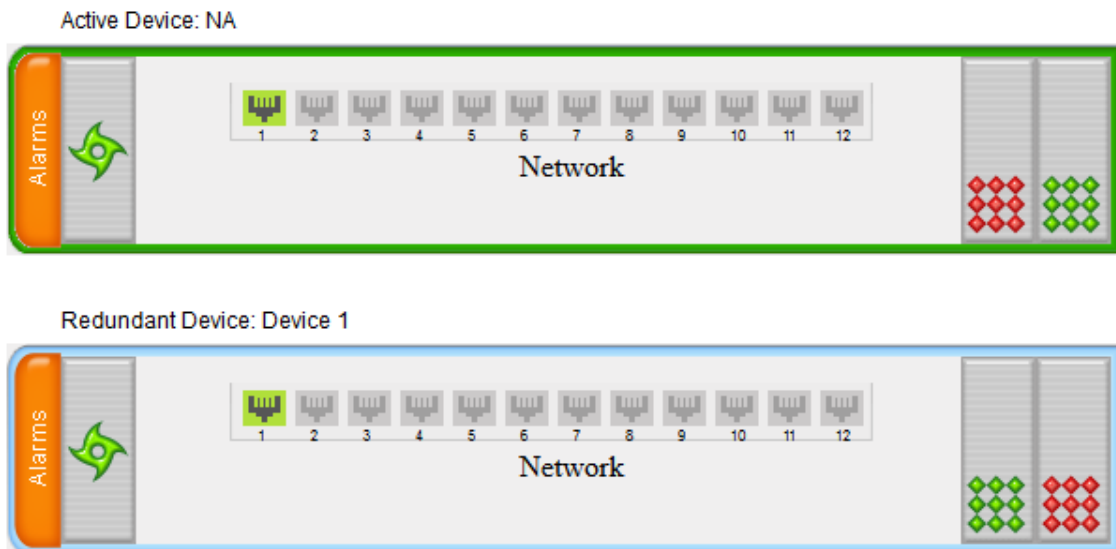 Active Device: NA
Alarms
1 2 3 4 5 6 7 8 9 10 11 12
Network
Redundant Device: Device 1
Alarms
1 2 3 4 5 6 7 8 9 10 11 12
Network